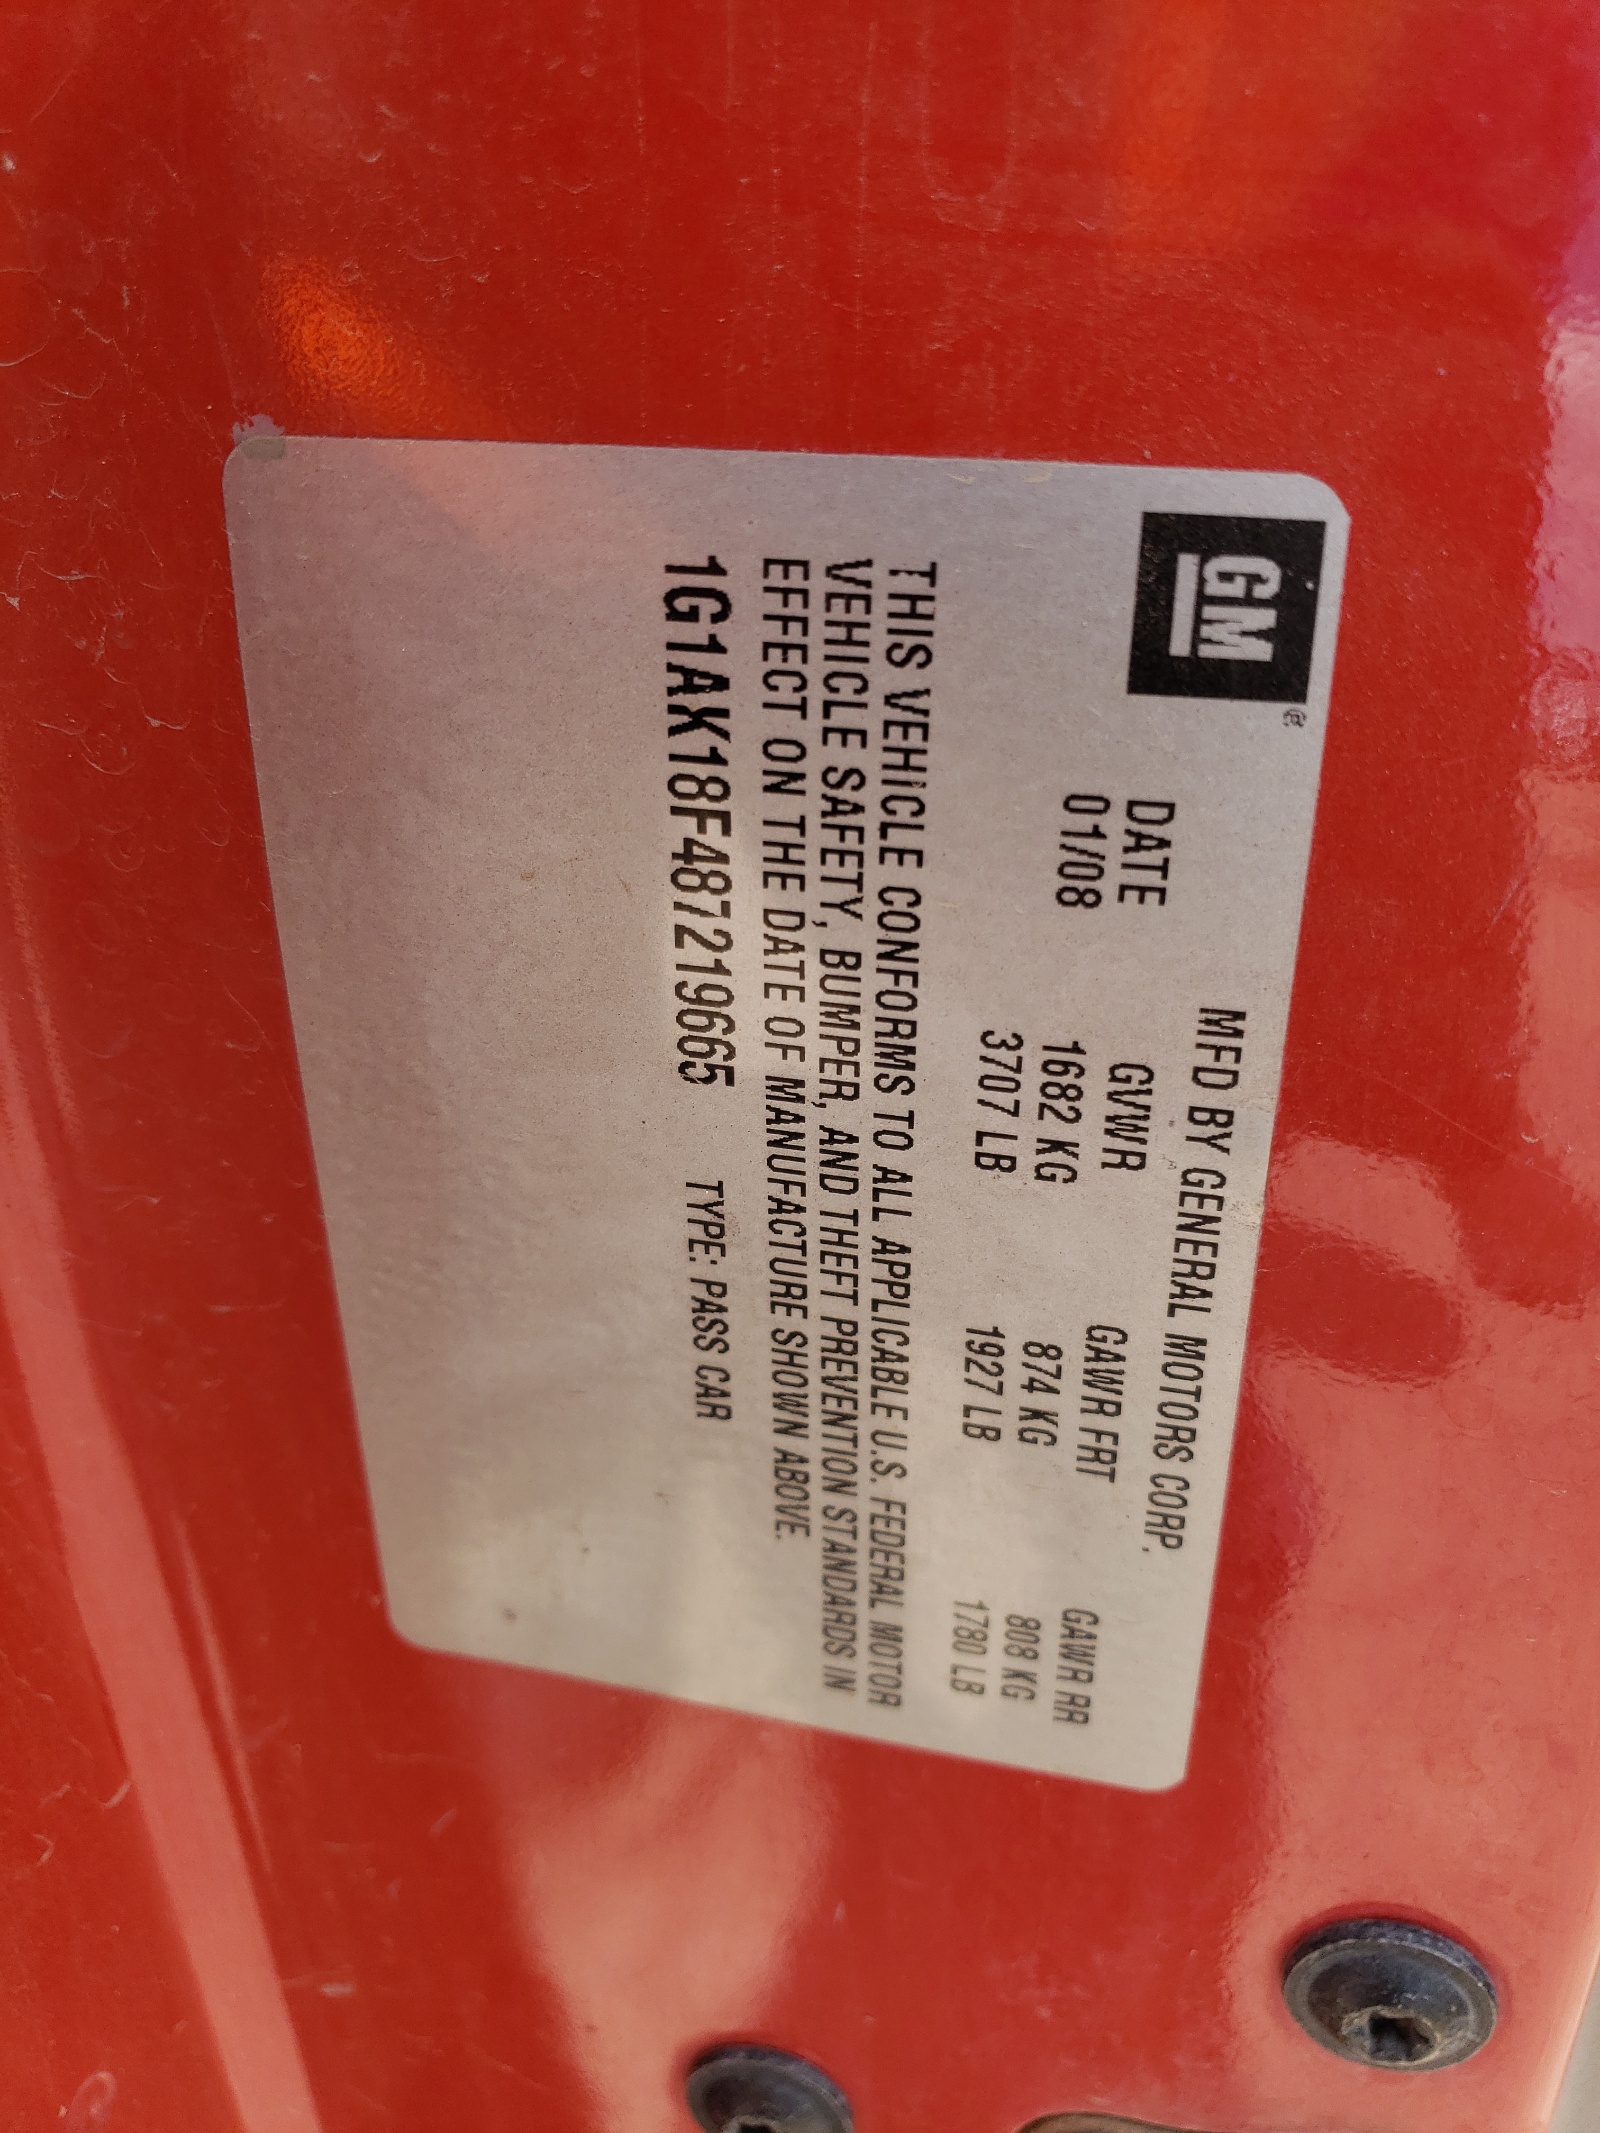 GM®
MFD BY GENERAL MOTORS CORP.
DATE GVWR GAWR FRT GAWR RR
01/08 1682 KG 874 KG 808 KG
3707 LB 1927 LB 1780 LB
THIS VEHICLE CONFORMS TO ALL APPLICABLE U.S. FEDERAL MOTOR
VEHICLE SAFETY, BUMPER, AND THEFT PREVENTION STANDARDS IN
EFFECT ON THE DATE OF MANUFACTURE SHOWN ABOVE.
1G1AK18F487219665 TYPE: PASS CAR